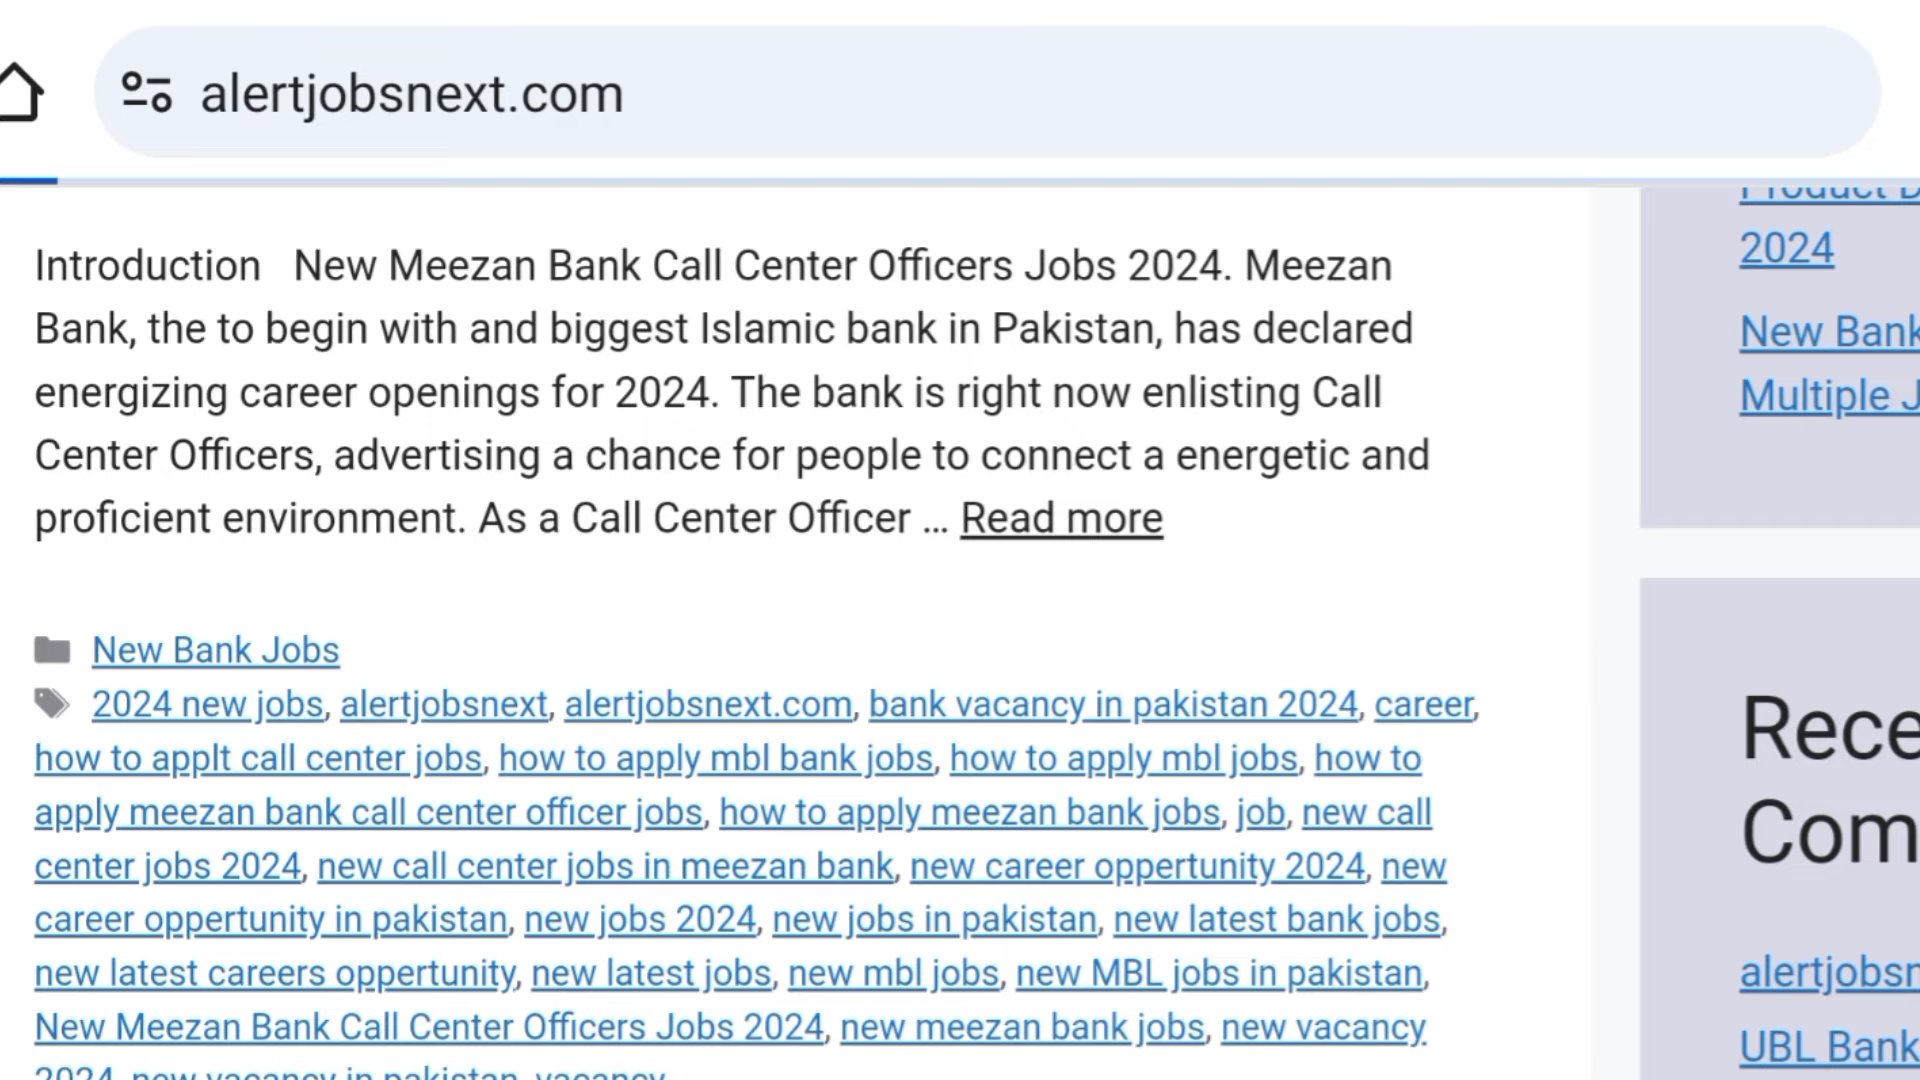 alertjobsnext.com
Introduction New Meezan Bank Call Center Officers Jobs 2024. Meezan
Bank, the to begin with and biggest Islamic bank in Pakistan, has declared
energizing career openings for 2024. The bank is right now enlisting Call
Center Officers, advertising a chance for people to connect a energetic and
proficient environment. As a Call Center Officer ... Read more
New Bank Jobs
2024 new jobs, alertjobsnext, alertjobsnext.com, bank vacancy in pakistan 2024, career,
how to applt call center jobs, how to apply mbl bank jobs, how to apply mbl jobs, how to
apply meezan bank call center officer jobs, how to apply meezan bank jobs, job, new call
center jobs 2024, new call center jobs in meezan bank, new career oppertunity 2024, new
career oppertunity in pakistan, new jobs 2024, new jobs in pakistan, new latest bank jobs,
new latest careers oppertunity, new latest jobs, new mbl jobs, new MBL jobs in pakistan,
New Meezan Bank Call Center Officers Jobs 2024, new meezan bank jobs, new vacancy
2024, new vacancy in pakistan, vacancy
Product
2024
New Bank
Multiple J
Rece
Com
alertjobsn
UBL Bank